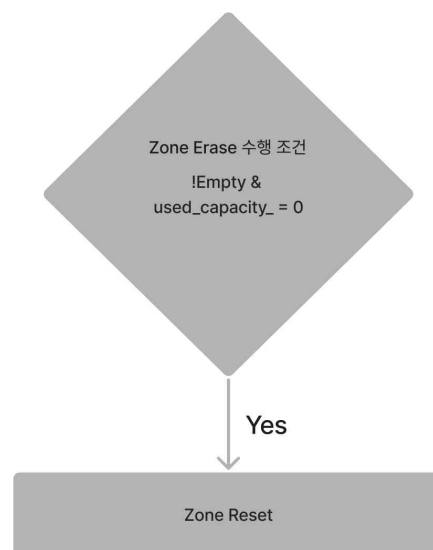 Zone Erase 수행 조건
!Empty &
used_capacity_ = 0
Yes
Zone Reset